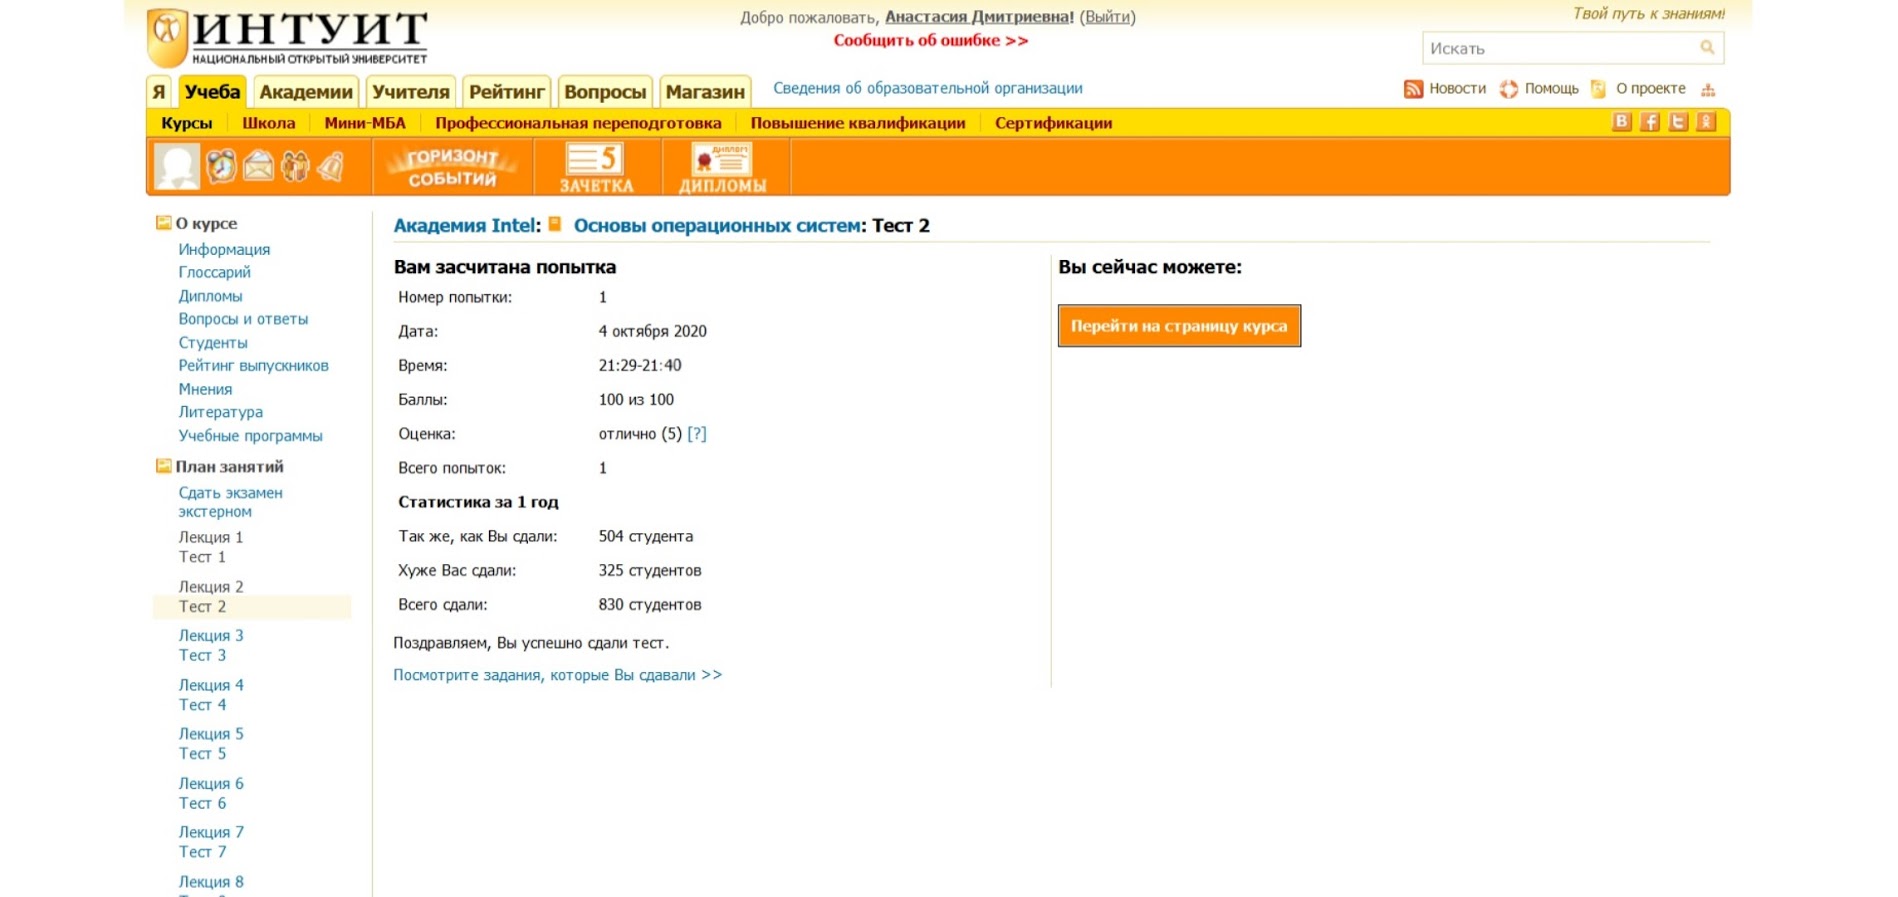 ИНТУИТ
НАЦИОНАЛЬНЫЙ ОТКРЫТЫЙ УНИВЕРСИТЕТ
Добро пожаловать, Анастасия Дмитриевна! (Выйти)
Сообщить об ошибке >>
Твой путь к знаниям!
Искать
Я Учеба Академии Учителя Рейтинг Вопросы Магазин Сведения об образовательной организации
Новости Помощь О проекте
Курсы Школа Мини-МБА Профессиональная переподготовка Повышение квалификации Сертификации
ГОРИЗОНТ
СОБЫТИЙ
5
ЗАЧЕТКА
ДИПЛОМ
ДИПЛОМЫ
О курсе
Информация
Глоссарий
Дипломы
Вопросы и ответы
Студенты
Рейтинг выпускников
Мнения
Литература
Учебные программы
План занятий
Сдать экзамен
экстерном
Лекция 1
Тест 1
Лекция 2
Тест 2
Лекция 3
Тест 3
Лекция 4
Тест 4
Лекция 5
Тест 5
Лекция 6
Тест 6
Лекция 7
Тест 7
Лекция 8
Академия Intel: Основы операционных систем: Тест 2
Вам засчитана попытка
Номер попытки: 1
Дата: 4 октября 2020
Время: 21:29-21:40
Баллы: 100 из 100
Оценка: отлично (5) [?]
Всего попыток: 1
Статистика за 1 год
Так же, как Вы сдали: 504 студента
Хуже Вас сдали: 325 студентов
Всего сдали: 830 студентов
Поздравляем, Вы успешно сдали тест.
Посмотрите задания, которые Вы сдавали >>
Вы сейчас можете:
Перейти на страницу курса